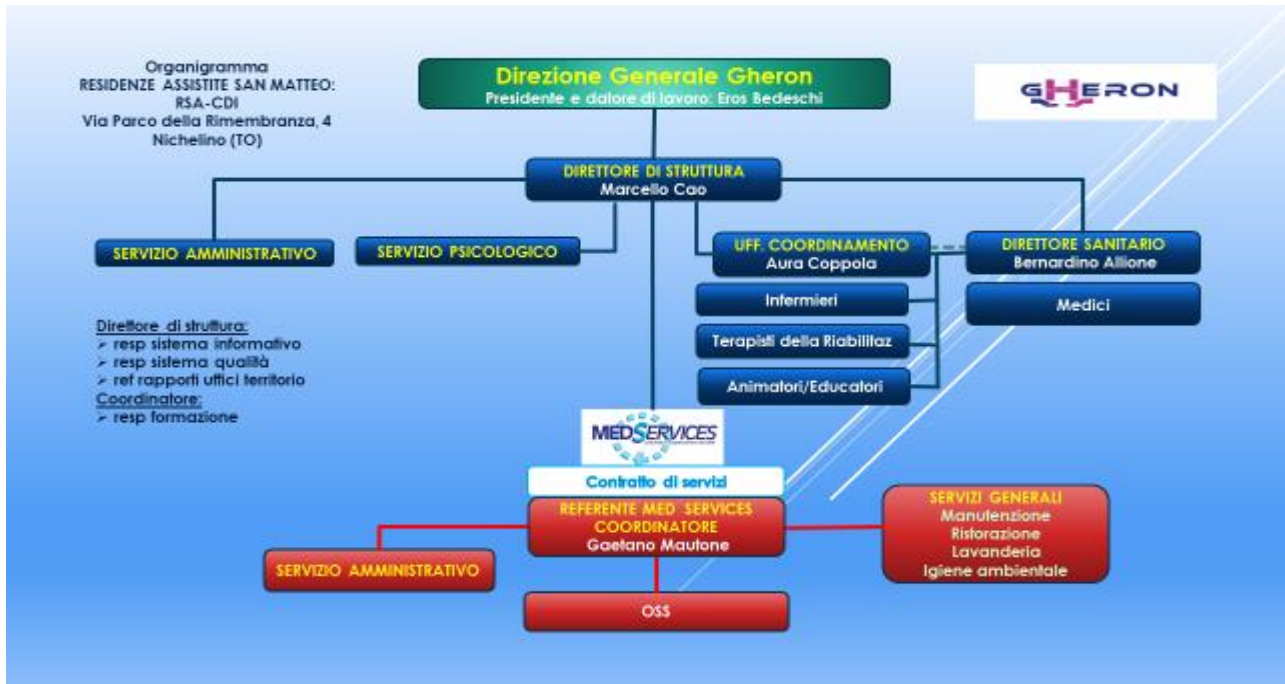 Organigramma
RESIDENZE ASSISTITE SAN MATTEO:
RSA-CDI
Via Parco della Rimembranza, 4
Nichelino (TO)
Direzione Generale Gheron
Presidente e datore di lavoro: Eros Bedeschi
GHERON
DIRETTORE DI STRUTTURA
Marcello Cao
SERVIZIO AMMINISTRATIVO
SERVIZIO PSICOLOGICO
UFF. COORDINAMENTO
Aura Coppola
DIRETTORE SANITARIO
Bernardino Allione
Infermieri
Medici
Terapisti della Riabilitaz
Animatori/Educatori
Direttore di struttura:
➢ resp sistema informativo
➢ resp sistema qualità
➢ ref rapporti uffici territorio
Coordinatore:
➢ resp formazione
MEDSERVICES
Contratto di servizi
REFERENTE MED SERVICES
COORDINATORE
Gaetano Mautone
SERVIZI GENERALI
Manutenzione
Ristorazione
Lavanderia
Igiene ambientale
SERVIZIO AMMINISTRATIVO
OSS